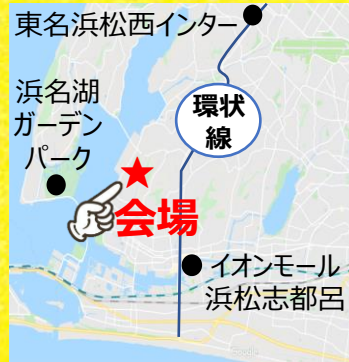 東名浜松西インター
浜名湖
ガーデン
パーク
環状
線
会場
イオンモール
浜松志都呂